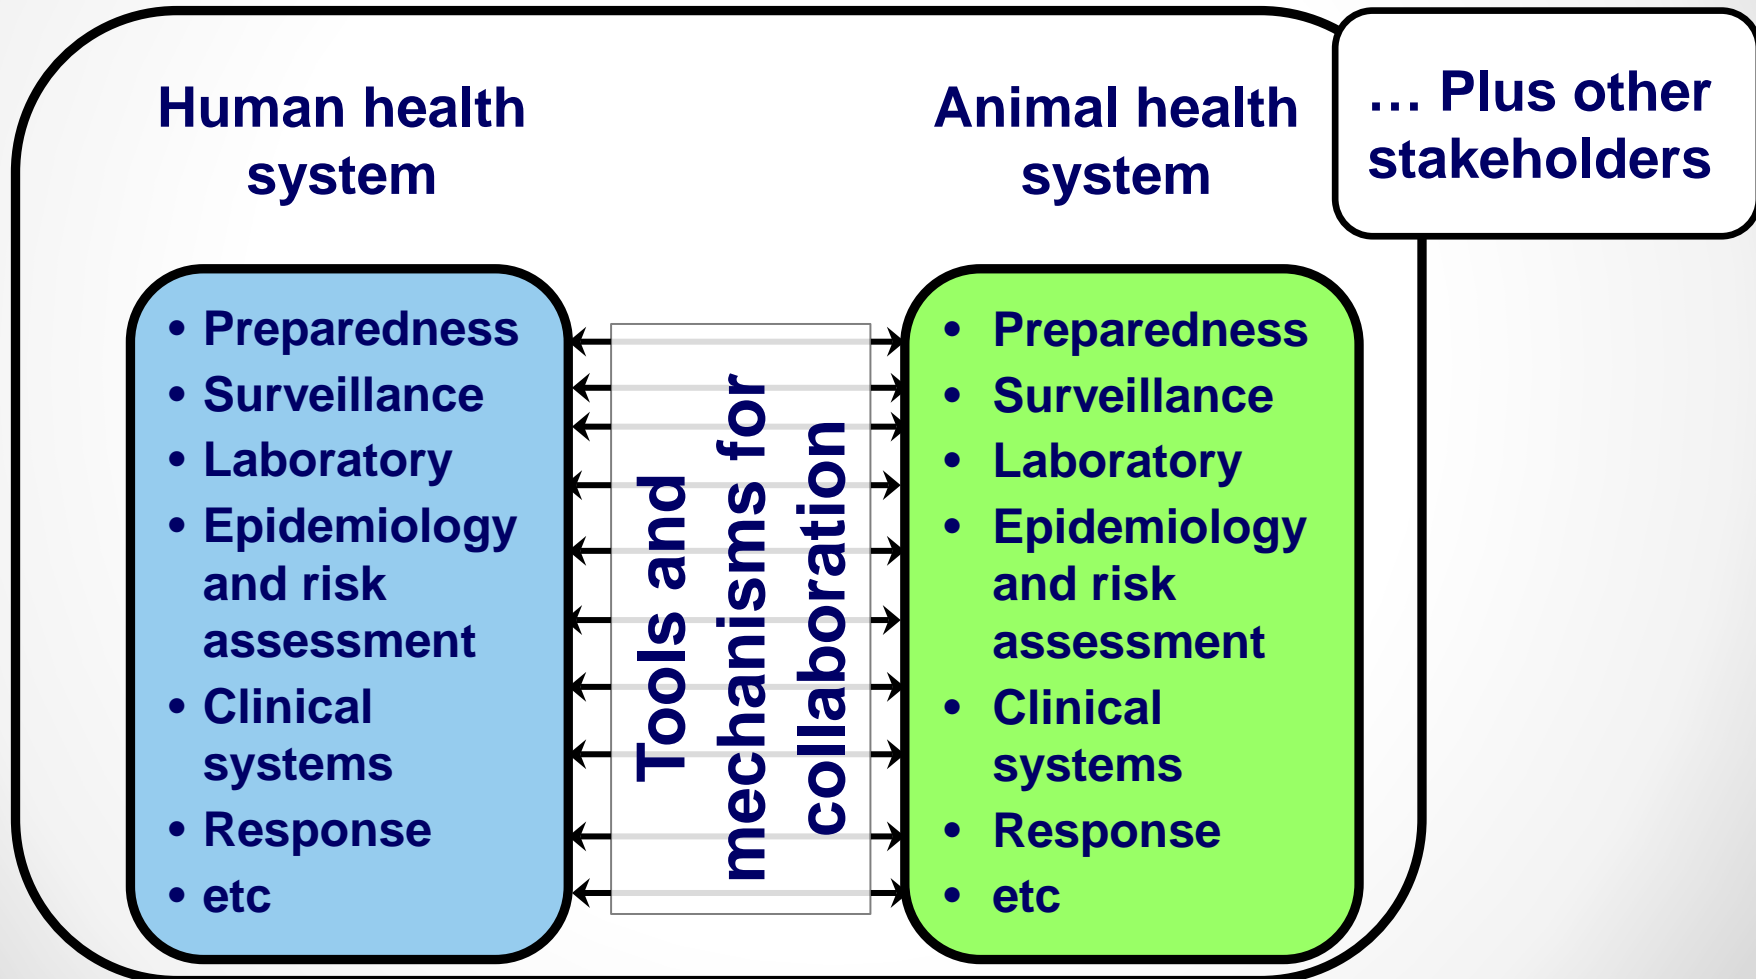 Human health
system
Animal health
system
… Plus other
stakeholders
• Preparedness
• Surveillance
• Laboratory
• Epidemiology
and risk
assessment
• Clinical
systems
• Response
• etc
Tools and
mechanisms for
collaboration
• Preparedness
• Surveillance
• Laboratory
• Epidemiology
and risk
assessment
• Clinical
systems
• Response
• etc